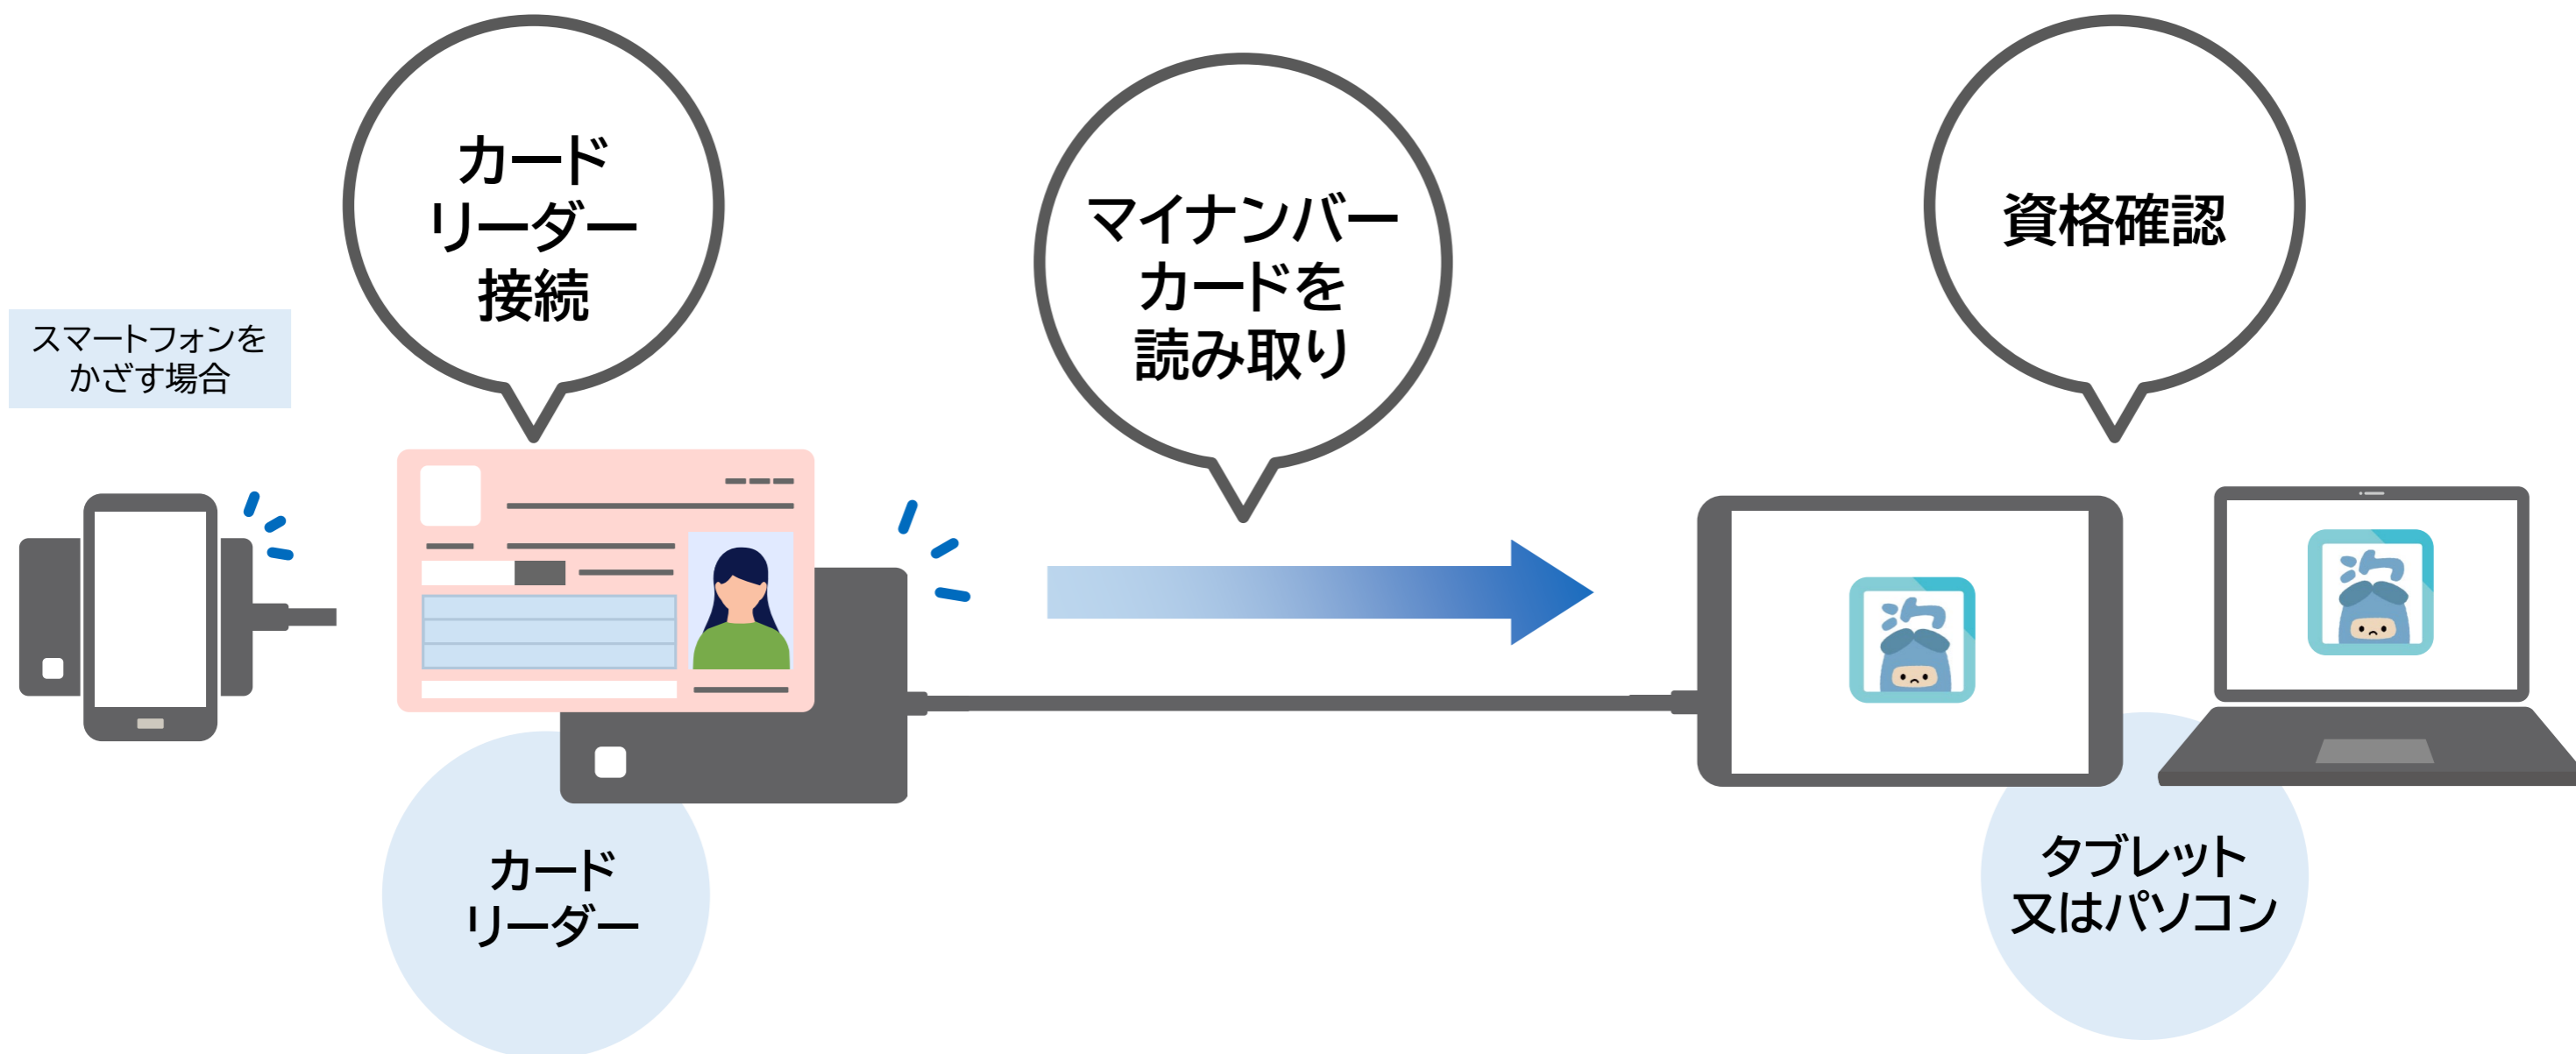 スマートフォンを
かざす場合
カード
リーダー
接続
マイナンバー
カードを
読み取り
資格確認
カード
リーダー
タブレット
又はパソコン